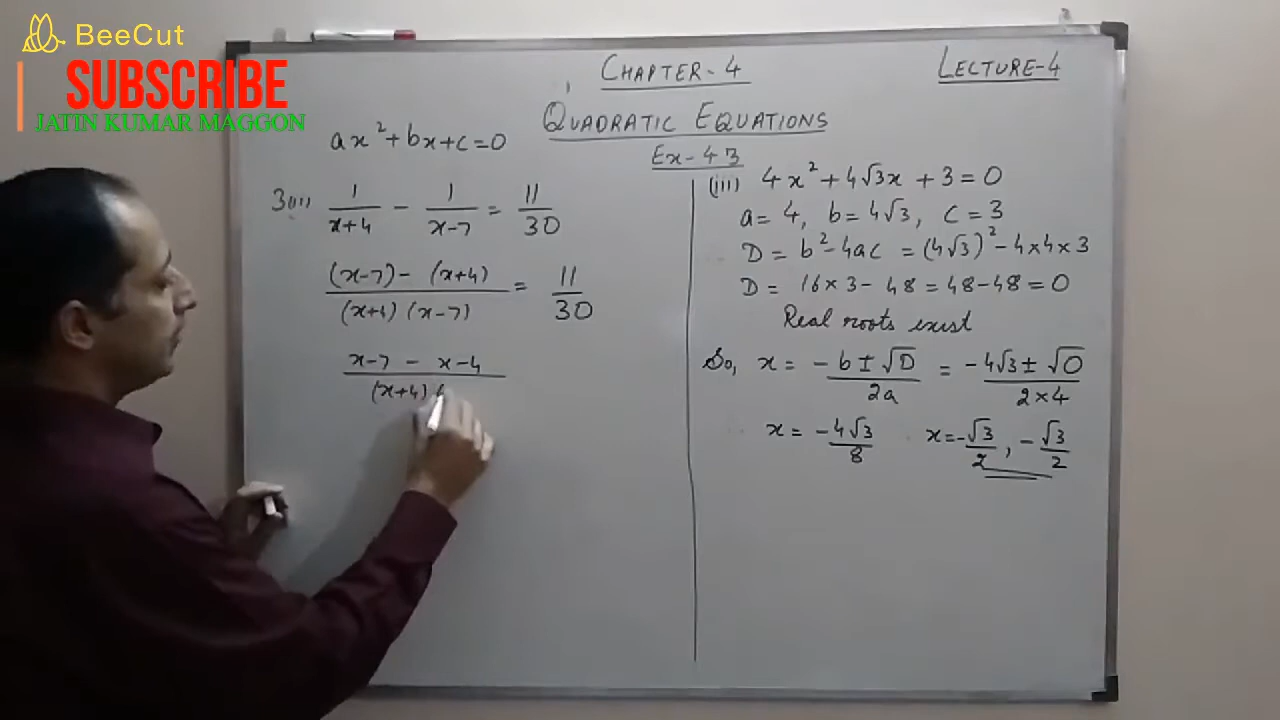 BeeCut
SUBSCRIBE
JATIN KUMAR MAGGON
CHAPTER-4
LECTURE-4
QUADRATIC EQUATIONS
Ex-4.3
ax²+bx+c=0
1/(x+4) - 1/(x-7) = 11/30
((x-7) - (x+4))/((x+4)(x-7)) = 11/30
(x-7 - x-4)/((x+4)(
(iii) 4x²+4√3x+3=0
a=4, b=4√3, c=3
D = b²-4ac = (4√3)²-4×4×3
D = 16×3-48=48-48=0
Real roots exist
So, x = (-b±√D)/2a = (-4√3±√0)/(2×4)
x = -4√3/8 x=-√3/2, -√3/2